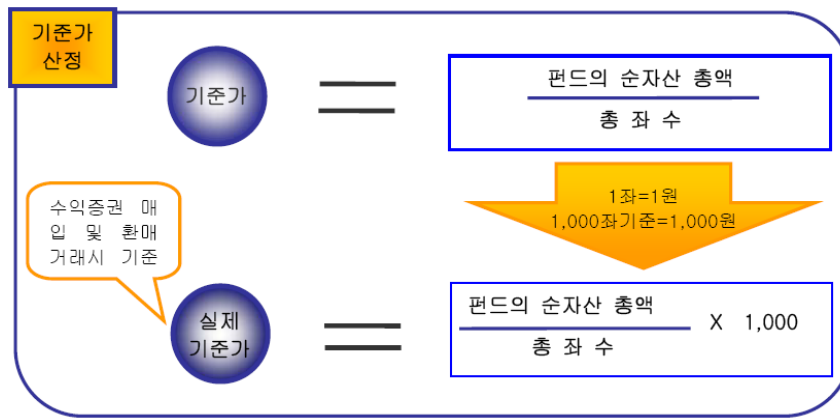 기준가
산정
기준가
펀드의 순자산 총액
총 좌 수
1좌=1원
1,000좌기준=1,000원
수익증권 매
입 및 환매
거래시 기준
실제
기준가
펀드의 순자산 총액
X 1,000
총 좌 수